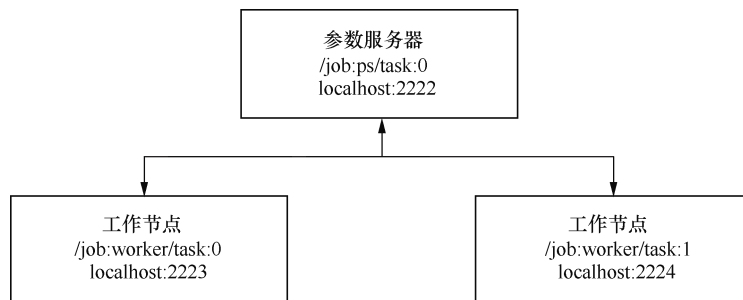 参数服务器
/job:ps/task:0
localhost:2222
工作节点
/job:worker/task:0
localhost:2223
工作节点
/job:worker/task:1
localhost:2224